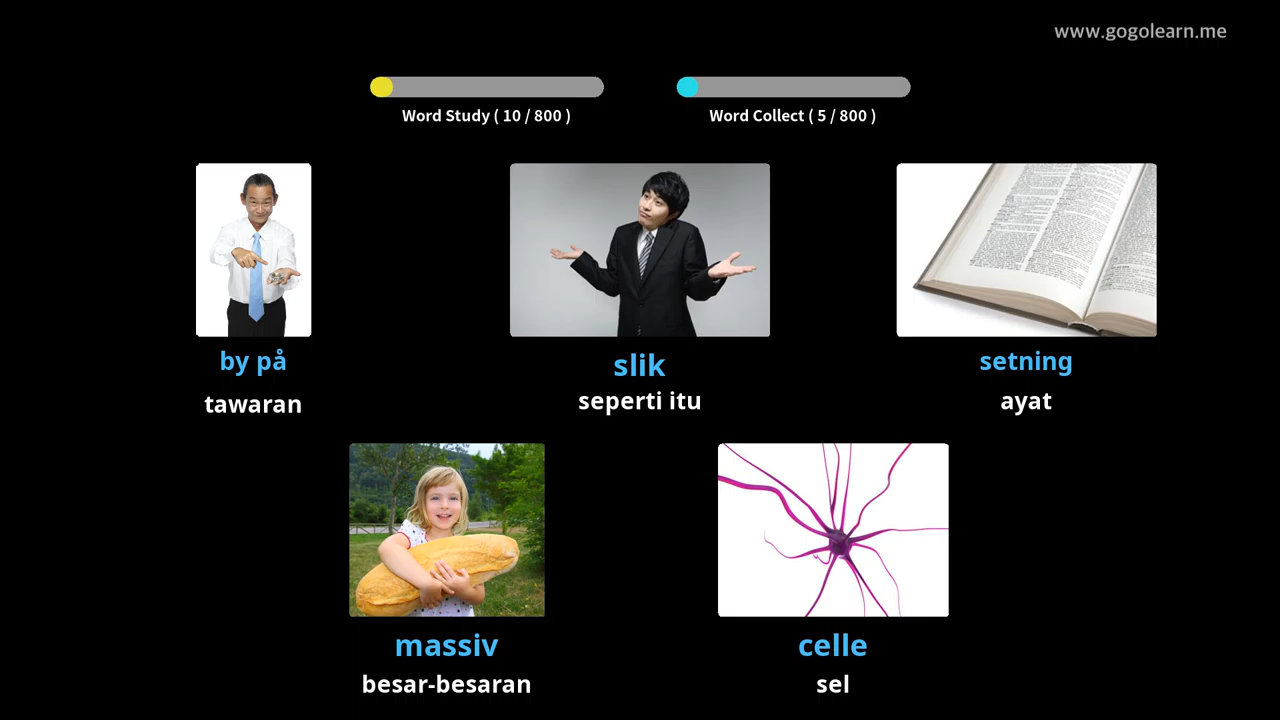 www.gogolearn.me
Word Study ( 10 / 800 )
Word Collect ( 5 / 800 )
by på
tawaran
slik
seperti itu
setning
ayat
massiv
besar-besaran
celle
sel